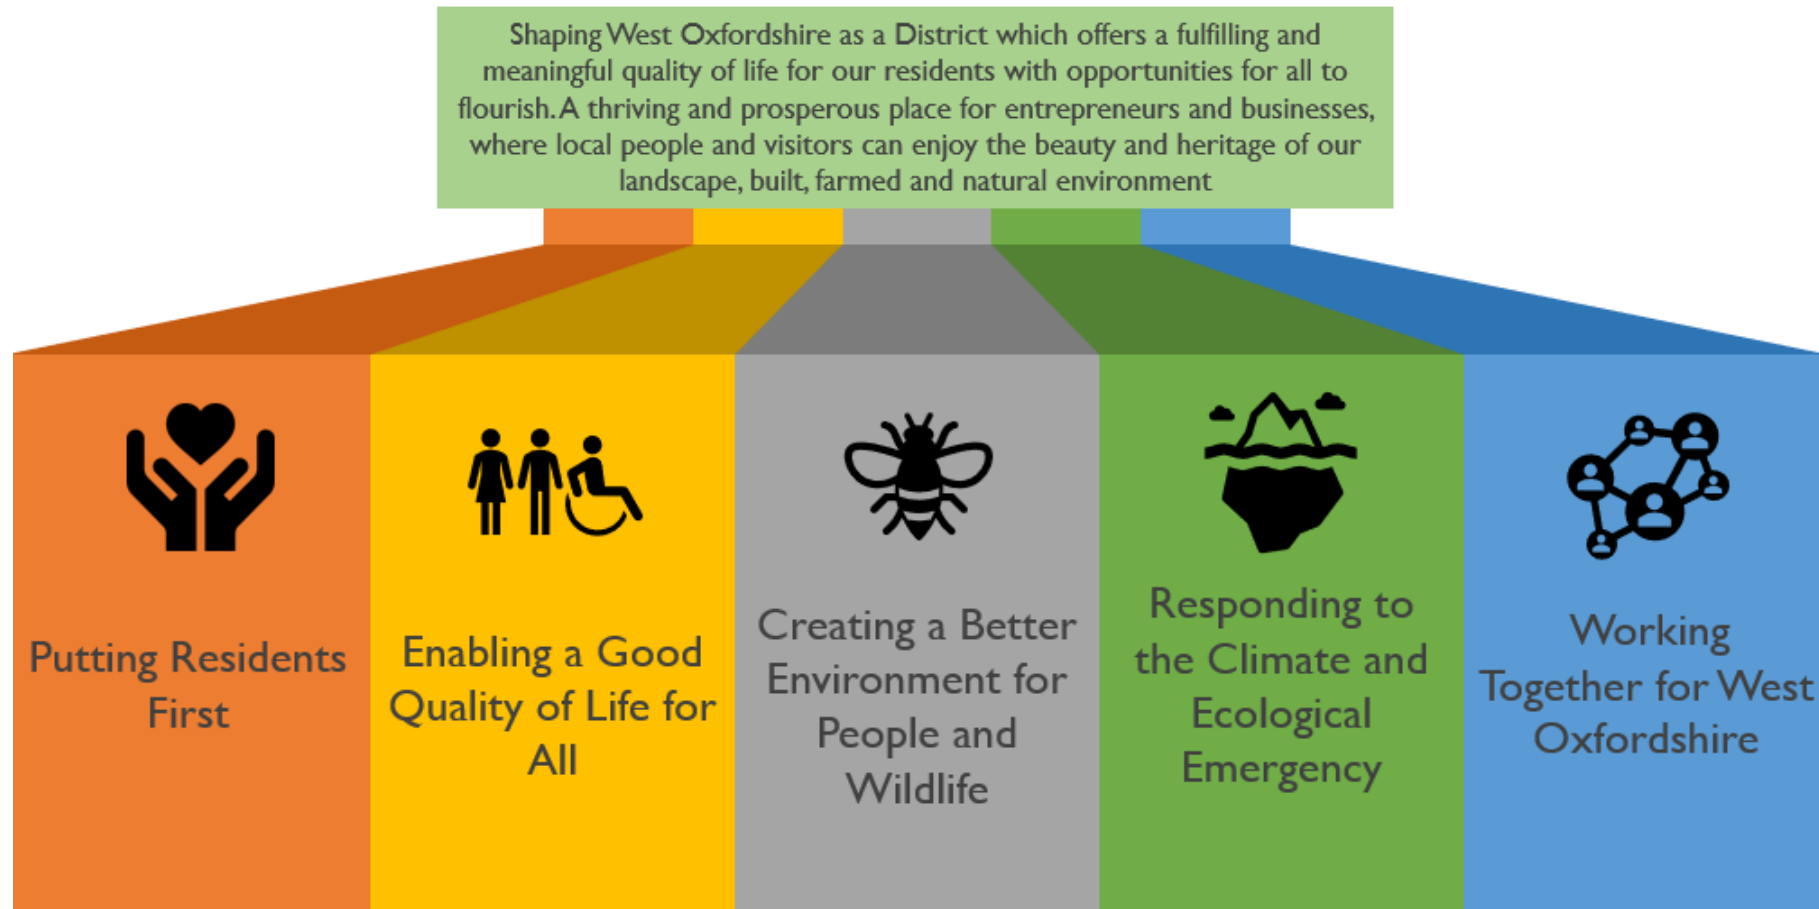 Shaping West Oxfordshire as a District which offers a fulfilling and
meaningful quality of life for our residents with opportunities for all to
flourish. A thriving and prosperous place for entrepreneurs and businesses,
where local people and visitors can enjoy the beauty and heritage of our
landscape, built, farmed and natural environment
Putting Residents
First
Enabling a Good
Quality of Life for
All
Creating a Better
Environment for
People and
Wildlife
Responding to
the Climate and
Ecological
Emergency
Working
Together for West
Oxfordshire